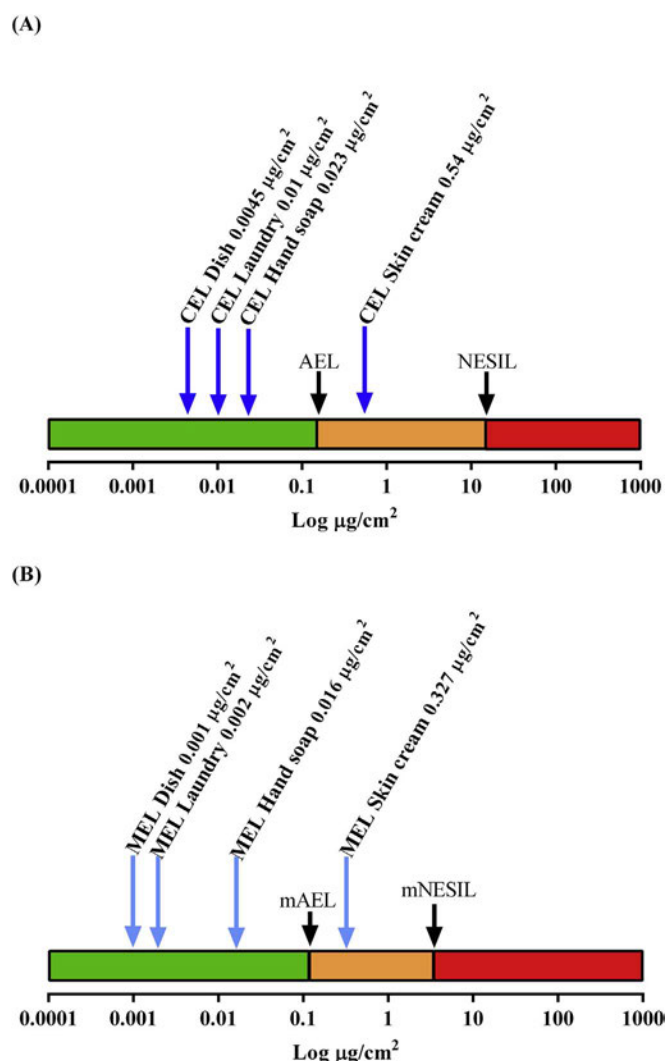 (A)
CEL Dish 0.0045 µg/cm²
CEL Laundry 0.01 µg/cm²
CEL Hand soap 0.023 µg/cm²
CEL Skin cream 0.54 µg/cm²
AEL
NESIL
0.0001 0.001 0.01 0.1 1 10 100 1000
Log µg/cm²
(B)
MEL Dish 0.001 µg/cm²
MEL Laundry 0.002 µg/cm²
MEL Hand soap 0.016 µg/cm²
MEL Skin cream 0.327 µg/cm²
mAEL
mNESIL
0.0001 0.001 0.01 0.1 1 10 100 1000
Log µg/cm²